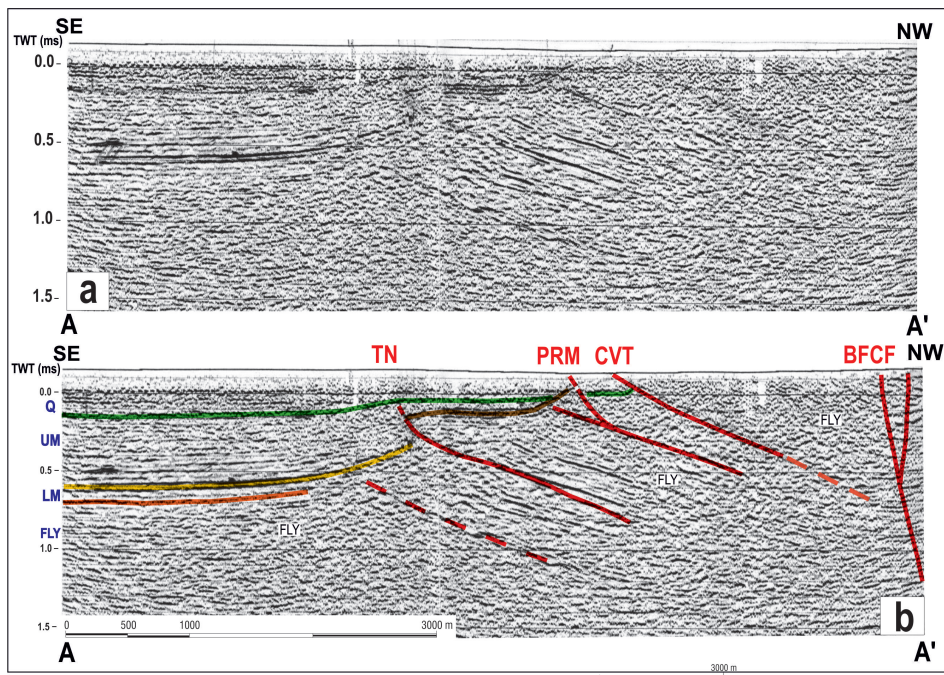 SE NW
TWT (ms)
0.0
0.5
1.0
1.5
a
A A'
SE TN PRM CVT BFCF NW
TWT (ms)
0.0
Q
FLY
UM
0.5
FLY
LM
FLY FLY
1.0
b
0 500 1000 3000 m
1.5
A A'
3000 m